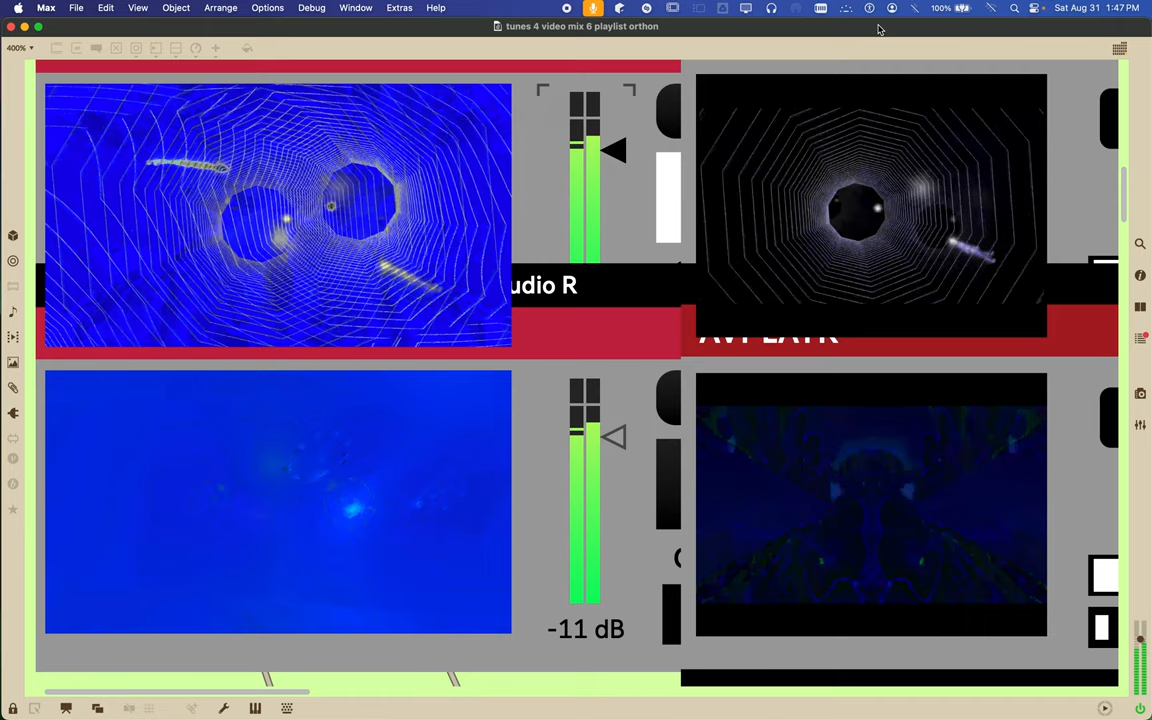 Max File Edit View Object Arrange Options Debug Window Extras Help 100% Sat Aug 31 1:47 PM
tunes 4 video mix 6 playlist orthon
400%
udio R
-11 dB